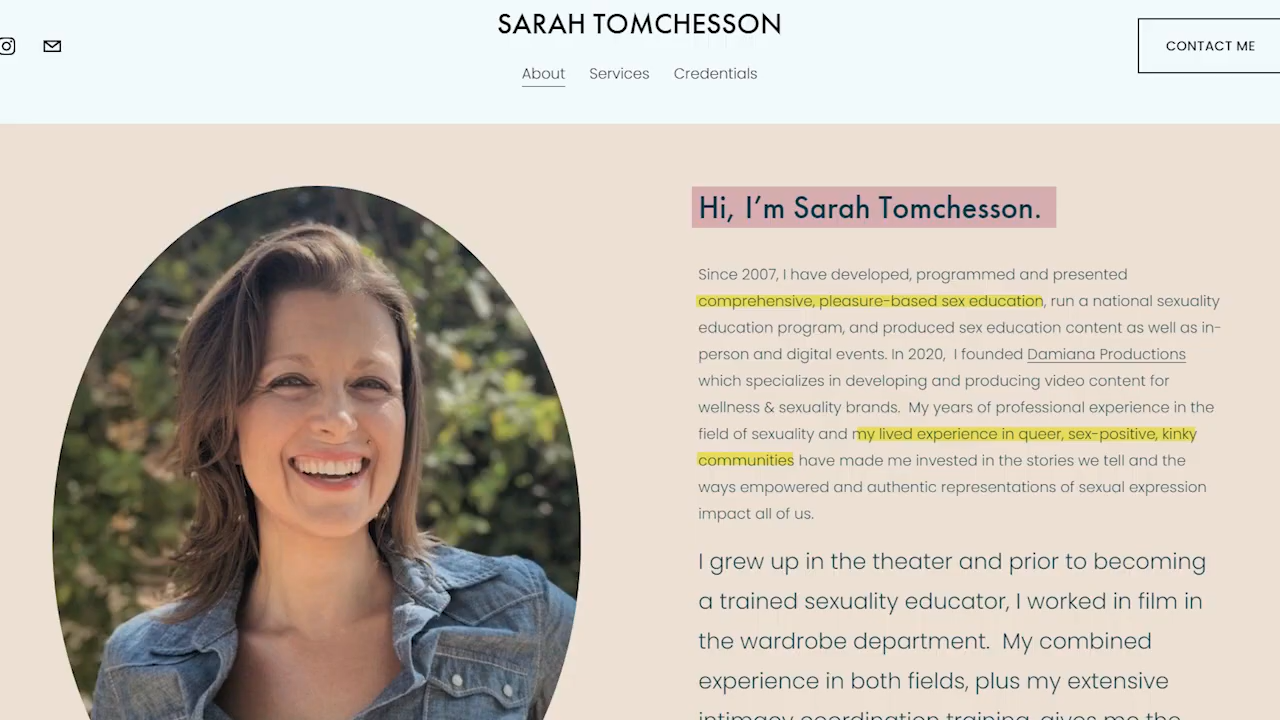 SARAH TOMCHESSON
About Services Credentials
CONTACT ME
Hi, I’m Sarah Tomchesson.
Since 2007, I have developed, programmed and presented
comprehensive, pleasure-based sex education, run a national sexuality
education program, and produced sex education content as well as in-
person and digital events. In 2020,  I founded Damiana Productions
which specializes in developing and producing video content for
wellness & sexuality brands.  My years of professional experience in the
field of sexuality and my lived experience in queer, sex-positive, kinky
communities have made me invested in the stories we tell and the
ways empowered and authentic representations of sexual expression
impact all of us.
I grew up in the theater and prior to becoming
a trained sexuality educator, I worked in film in
the wardrobe department.  My combined
experience in both fields, plus my extensive
intimacy coordination training, gives me the